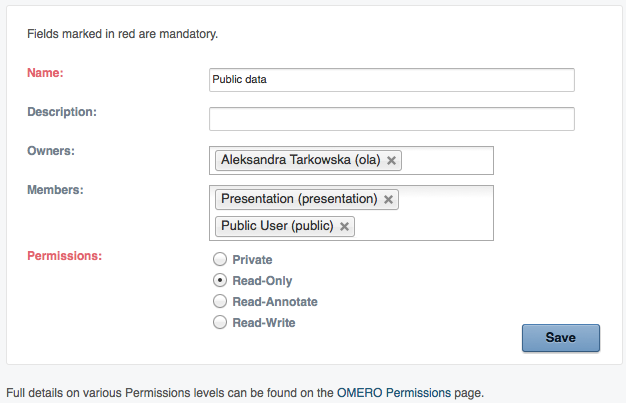 Fields marked in red are mandatory.
Name:
Public data
Description:
Owners:
Aleksandra Tarkowska (ola) ×
Members:
Presentation (presentation) ×
Public User (public) ×
Permissions:
Private
Read-Only
Read-Annotate
Read-Write
Save
Full details on various Permissions levels can be found on the OMERO Permissions page.